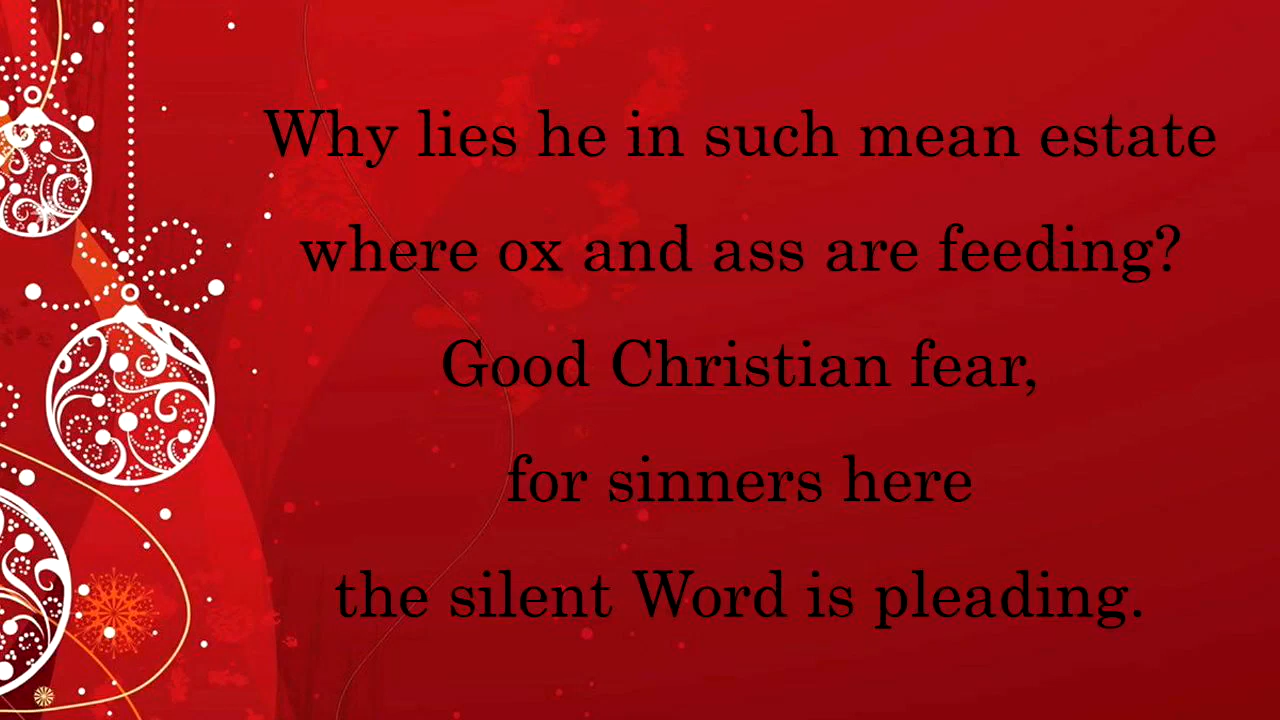 Why lies he in such mean estate
where ox and ass are feeding?
Good Christian fear,
for sinners here
the silent Word is pleading.